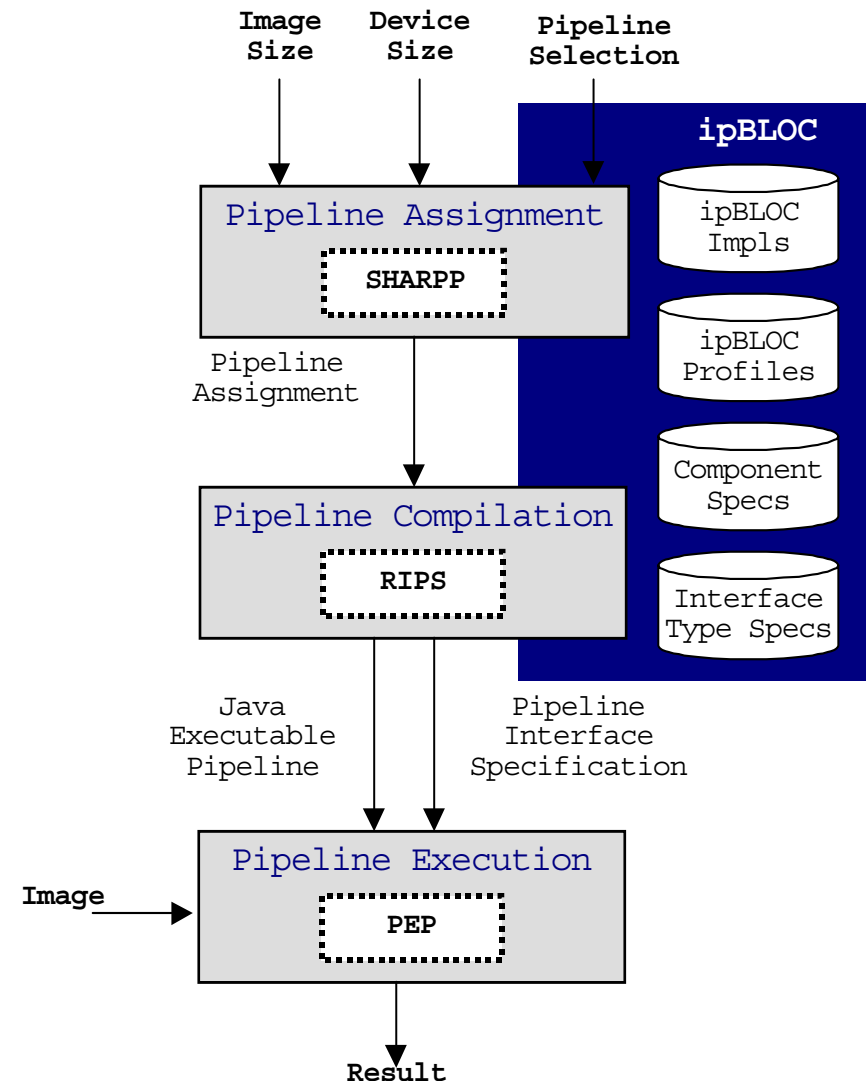 Image
Size
Device
Size
Pipeline
Selection
ipBLOC
ipBLOC
Impls
ipBLOC
Profiles
Component
Specs
Interface
Type Specs
Pipeline Assignment
SHARPP
Pipeline
Assignment
Pipeline Compilation
RIPS
Java
Executable
Pipeline
Pipeline
Interface
Specification
Pipeline Execution
Image
PEP
Result